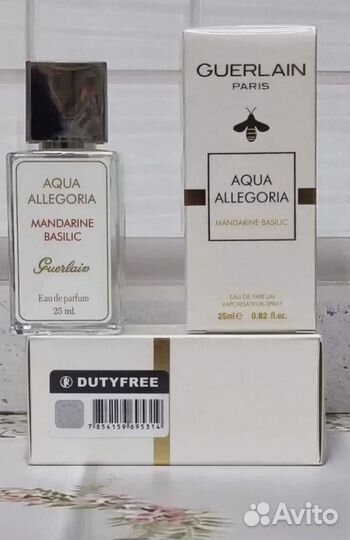 AQUA
ALLEGORIA
MANDARINE
BASILIC
Guerlain
Eau de parfum
25 ml.
GUERLAIN
PARIS
AQUA
ALLEGORIA
MANDARINE BASILIC
EAU DE PARFUM
VAPORISATEUR-SPRAY
25ml℮ 0.82 fl.oz.
R DUTYFREE
7 854159 695314
Avito